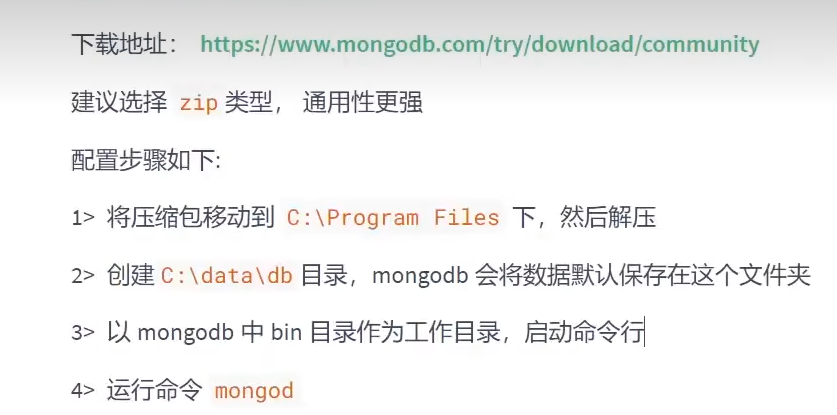 下载地址： https://www.mongodb.com/try/download/community
建议选择 zip 类型， 通用性更强
配置步骤如下:
1> 将压缩包移动到 C:\Program Files 下，然后解压
2> 创建 C:\data\db 目录，mongodb 会将数据默认保存在这个文件夹
3> 以 mongodb 中 bin 目录作为工作目录，启动命令行
4> 运行命令 mongod